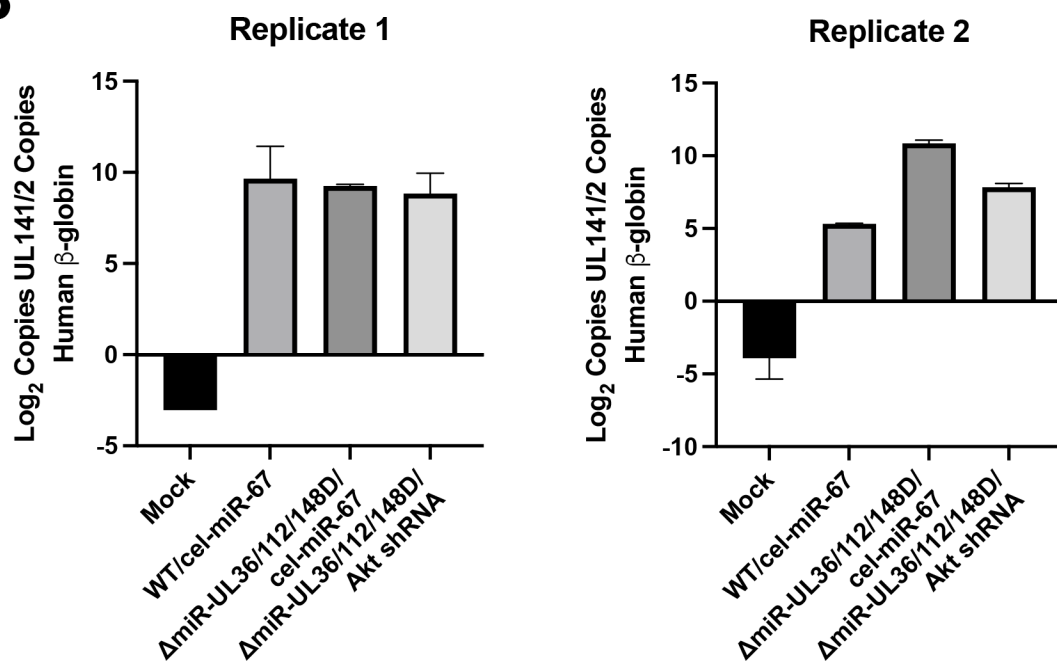 Replicate 1
Log2 Copies UL141/2 Copies
Human β-globin
15
10
5
0
-5
Mock
WT/cel-miR-67
ΔmiR-UL36/112/148D/
cel-miR-67
ΔmiR-UL36/112/148D/
Akt shRNA
Replicate 2
Log2 Copies UL141/2 Copies
Human β-globin
15
10
5
0
-5
-10
Mock
WT/cel-miR-67
ΔmiR-UL36/112/148D/
cel-miR-67
ΔmiR-UL36/112/148D/
Akt shRNA